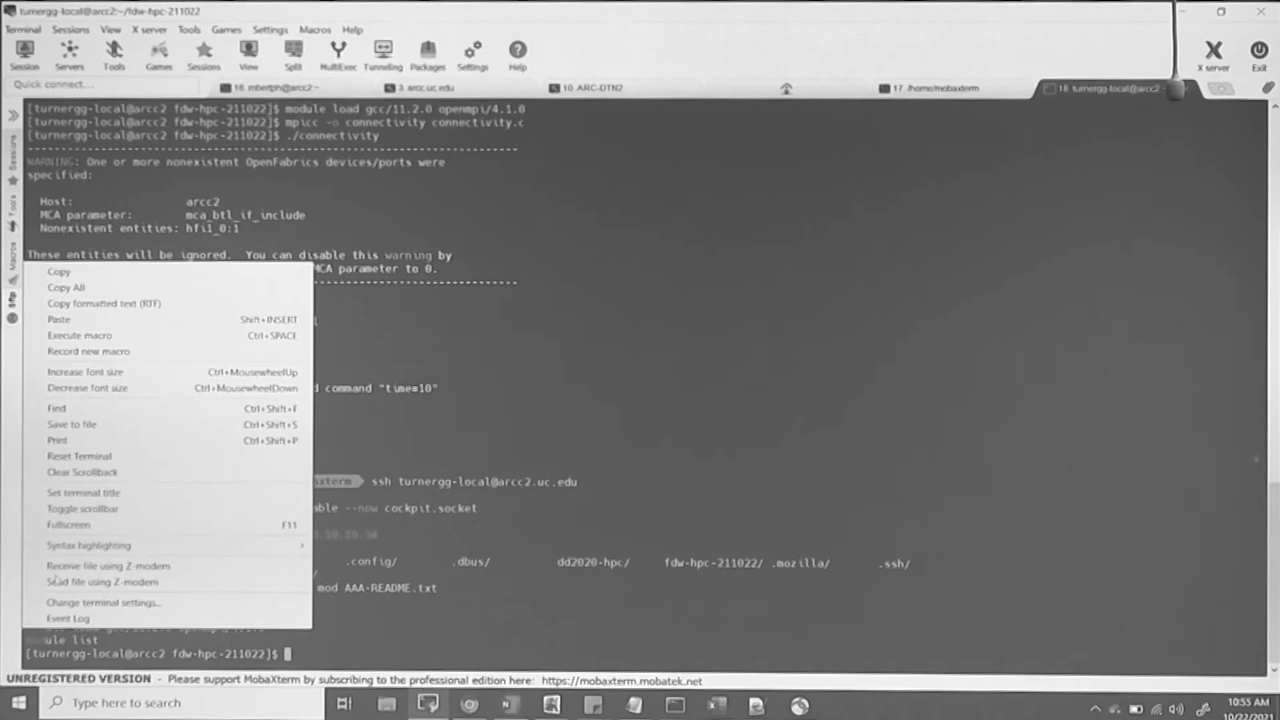 turnergg-local@arcc2:~/fdw-hpc-211022
Terminal Sessions View X server Tools Games Settings Macros Help
Session Servers Tools Games Sessions View Split MultiExec Tunneling Packages Settings Help X server Exit
Quick connect...
16. robertph@arcc2~ 3. arcc.uc.edu 10. ARC-DTN2 17. /home/mobaxterm 18. turnergg-local@arcc2:~
Sessions
Tools
Macros
Sftp
[turnergg-local@arcc2 fdw-hpc-211022]$ module load gcc/11.2.0 openmpi/4.1.0
[turnergg-local@arcc2 fdw-hpc-211022]$ mpicc -o connectivity connectivity.c
[turnergg-local@arcc2 fdw-hpc-211022]$ ./connectivity
WARNING: One or more nonexistent OpenFabrics devices/ports were
specified:
Host: arcc2
MCA parameter: mca_btl_if_include
Nonexistent entities: hfi1_0:1
These entities will be ignored. You can disable this warning by
MCA parameter to 0.
Copy
Copy All
Copy formatted text (RTF)
Paste Shift+INSERT
Execute macro Ctrl+SPACE
Record new macro
Increase font size Ctrl+MousewheelUp
Decrease font size Ctrl+MousewheelDown
d command "time=10"
Find Ctrl+Shift+F
Save to file Ctrl+Shift+S
Print Ctrl+Shift+P
Reset Terminal
Clear Scrollback
xterm ssh turnergg-local@arcc2.uc.edu
Set terminal title
Toggle scrollbar
able --now cockpit.socket
Fullscreen F11
Syntax highlighting
.config/ .dbus/ dd2020-hpc/ fdw-hpc-211022/ .mozilla/ .ssh/
Receive file using Z-modem
Send file using Z-modem
mod AAA-README.txt
Change terminal settings...
Event Log
ule list
[turnergg-local@arcc2 fdw-hpc-211022]$
UNREGISTERED VERSION - Please support MobaXterm by subscribing to the professional edition here: https://mobaxterm.mobatek.net
Type here to search
10:55 AM